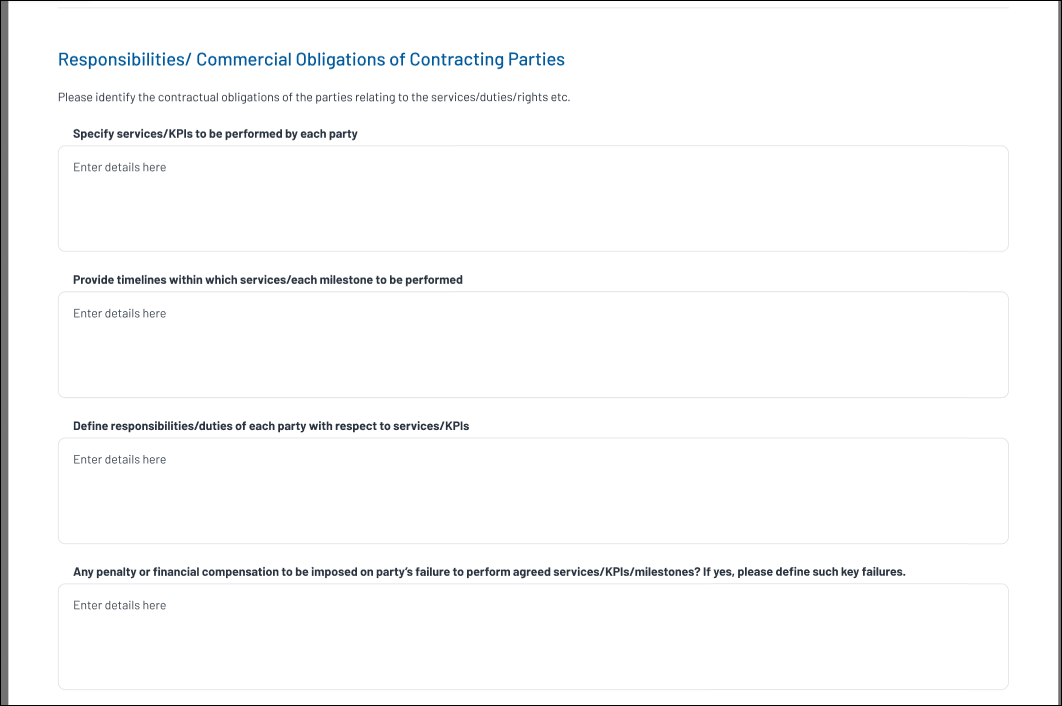 Responsibilities/ Commercial Obligations of Contracting Parties
Please identify the contractual obligations of the parties relating to the services/duties/rights etc.
Specify services/KPIs to be performed by each party
Enter details here
Provide timelines within which services/each milestone to be performed
Enter details here
Define responsibilities/duties of each party with respect to services/KPIs
Enter details here
Any penalty or financial compensation to be imposed on party’s failure to perform agreed services/KPIs/milestones? If yes, please define such key failures.
Enter details here